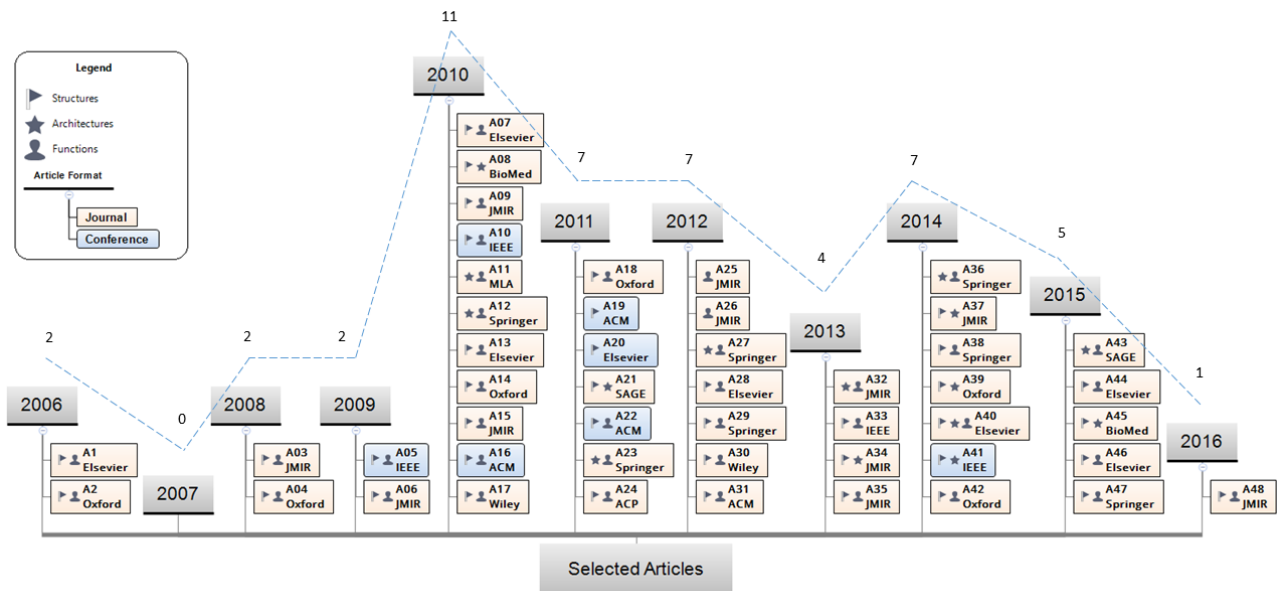 Legend
Structures
Architectures
Functions
Article Format
Journal
Conference
2
2006
A1
Elsevier
A2
Oxford
0
2007
2
2008
A03
JMIR
A04
Oxford
2
2009
A05
IEEE
A06
JMIR
11
2010
A07
Elsevier
A08
BioMed
A09
JMIR
A10
IEEE
A11
MLA
A12
Springer
A13
Elsevier
A14
Oxford
A15
JMIR
A16
ACM
A17
Wiley
7
2011
A18
Oxford
A19
ACM
A20
Elsevier
A21
SAGE
A22
ACM
A23
Springer
A24
ACP
7
2012
A25
JMIR
A26
JMIR
A27
Springer
A28
Elsevier
A29
Springer
A30
Wiley
A31
ACM
4
2013
A32
JMIR
A33
IEEE
A34
JMIR
A35
JMIR
7
2014
A36
Springer
A37
JMIR
A38
Springer
A39
Oxford
A40
Elsevier
A41
IEEE
A42
Oxford
5
2015
A43
SAGE
A44
Elsevier
A45
BioMed
A46
Elsevier
A47
Springer
1
2016
A48
JMIR
Selected Articles